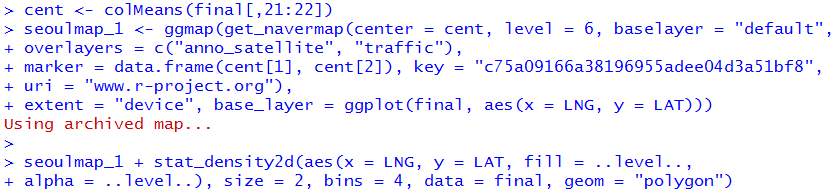 > cent <- colMeans(final[,21:22])
> seoulmap_1 <- ggmap(get_navermap(center = cent, level = 6, baselayer = "default",
+ overlayers = c("anno_satellite", "traffic"),
+ marker = data.frame(cent[1], cent[2]), key = "c75a09166a38196955adee04d3a51bf8",
+ uri = "www.r-project.org"),
+ extent = "device", base_layer = ggplot(final, aes(x = LNG, y = LAT)))
Using archived map...
>
> seoulmap_1 + stat_density2d(aes(x = LNG, y = LAT, fill = ..level..,
+ alpha = ..level..), size = 2, bins = 4, data = final, geom = "polygon")